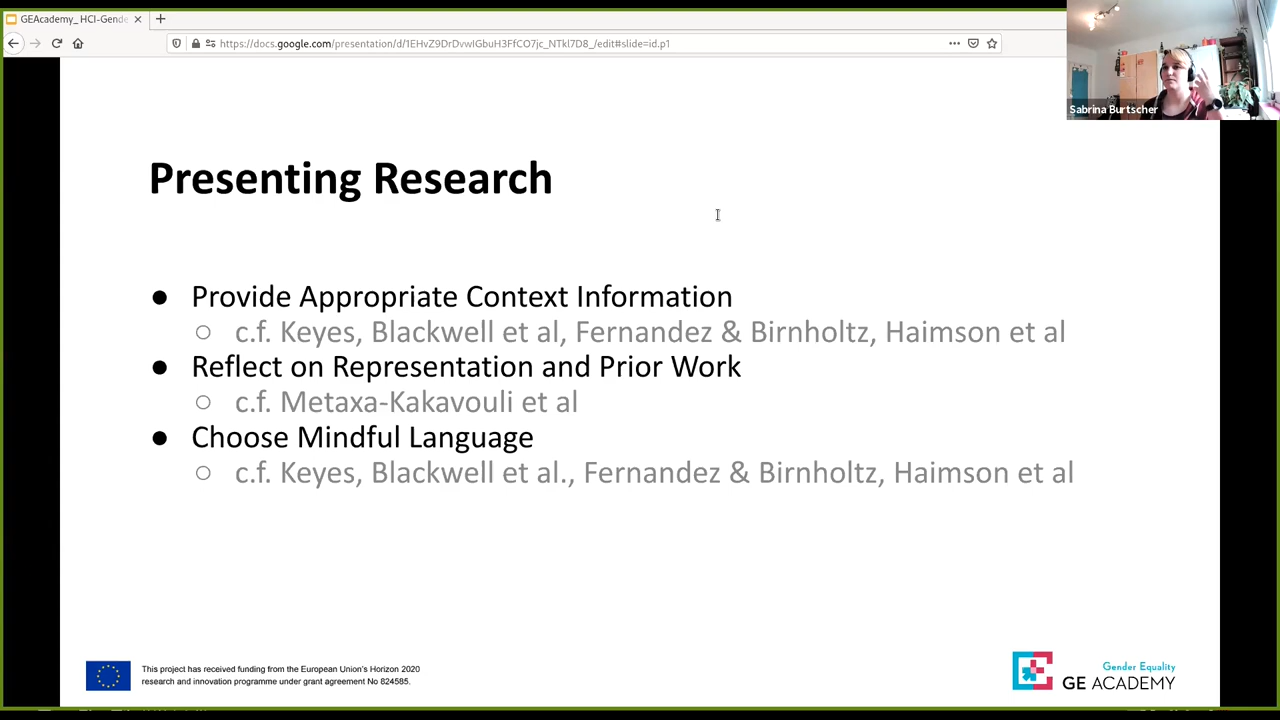 GEAcademy_ HCI-Gende
https://docs.google.com/presentation/d/1EHvZ9DrDvwIGbuH3FfCO7jc_NTkl7D8_/edit#slide=id.p1
Sabrina Burtscher
Presenting Research
● Provide Appropriate Context Information
○ c.f. Keyes, Blackwell et al, Fernandez & Birnholtz, Haimson et al
● Reflect on Representation and Prior Work
○ c.f. Metaxa-Kakavouli et al
● Choose Mindful Language
○ c.f. Keyes, Blackwell et al., Fernandez & Birnholtz, Haimson et al
This project has received funding from the European Union's Horizon 2020
research and innovation programme under grant agreement No 824585.
Gender Equality
GE ACADEMY